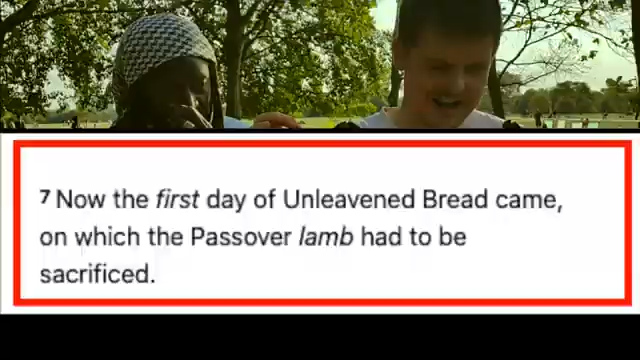 7 Now the first day of Unleavened Bread came,
on which the Passover lamb had to be
sacrificed.